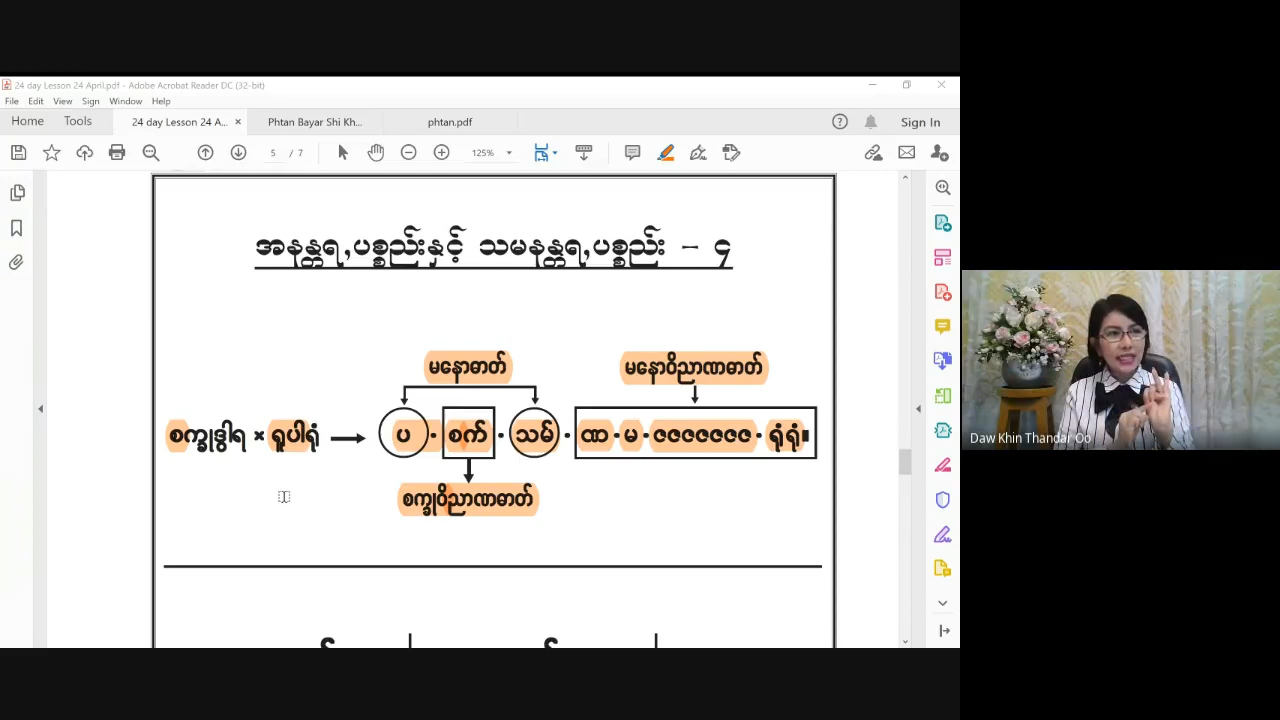 24 day Lesson 24 April.pdf - Adobe Acrobat Reader DC (32-bit)
File Edit View Sign Window Help
Home Tools 24 day Lesson 24 A... × Phtan Bayar Shi Kh... phtan.pdf Sign In
5 / 7 125%
အနန္တရ,ပစ္စည်းနှင့် သမနန္တရ,ပစ္စည်း – ၄
မနောဓာတ် မနောဝိညာဏဓာတ်
စက္ခုဒွါရ × ရူပါရုံ → ပ · စက် · သမ် · ဏ · မ · ဇဇဇဇဇဇဇ · ရုံရုံ။
စက္ခုဝိညာဏဓာတ်
Daw Khin Thandar Oo